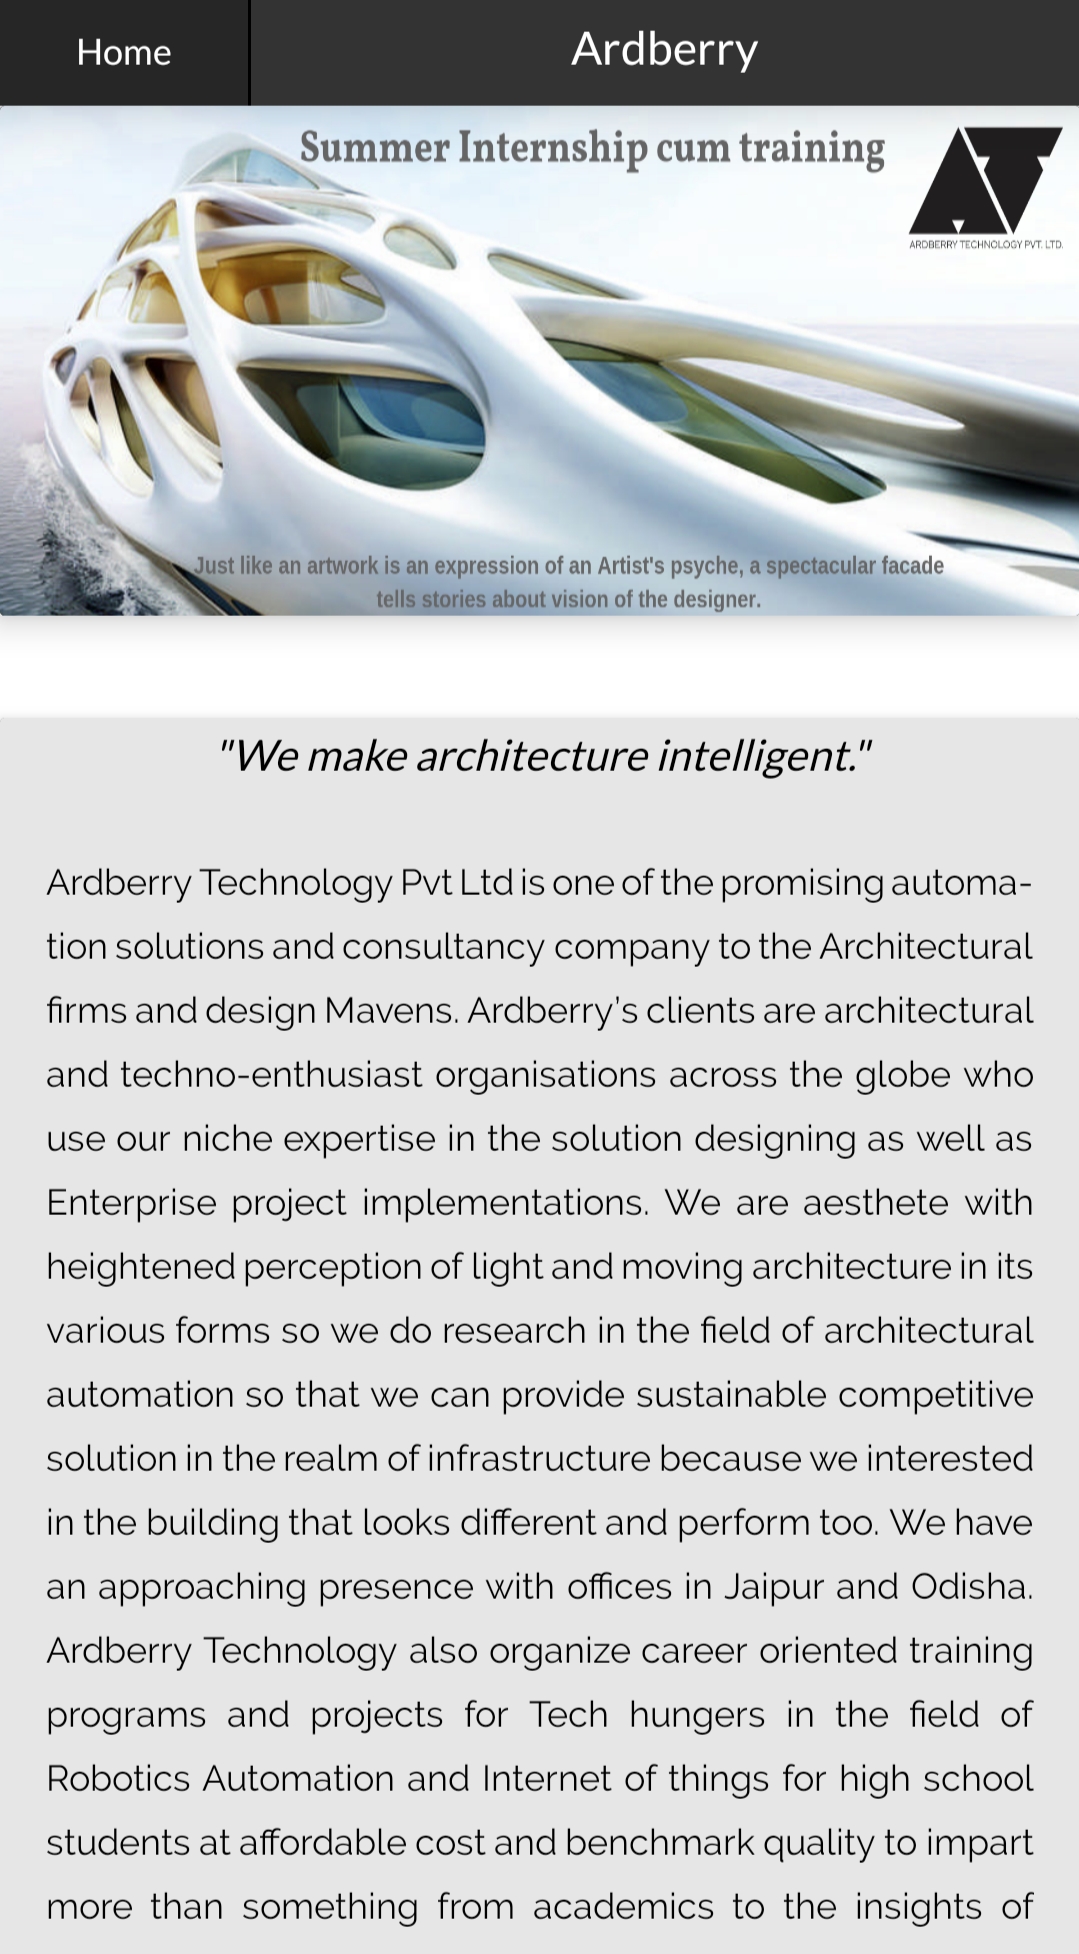 Home
Ardberry
Summer Internship cum training
ARDBERRY TECHNOLOGY PVT. LTD.
Just like an artwork is an expression of an Artist's psyche, a spectacular facade
tells stories about vision of the designer.
"We make architecture intelligent."
Ardberry Technology Pvt Ltd is one of the promising automa-
tion solutions and consultancy company to the Architectural
firms and design Mavens. Ardberry's clients are architectural
and techno-enthusiast organisations across the globe who
use our niche expertise in the solution designing as well as
Enterprise project implementations. We are aesthete with
heightened perception of light and moving architecture in its
various forms so we do research in the field of architectural
automation so that we can provide sustainable competitive
solution in the realm of infrastructure because we interested
in the building that looks different and perform too. We have
an approaching presence with offices in Jaipur and Odisha.
Ardberry Technology also organize career oriented training
programs and projects for Tech hungers in the field of
Robotics Automation and Internet of things for high school
students at affordable cost and benchmark quality to impart
more than something from academics to the insights of